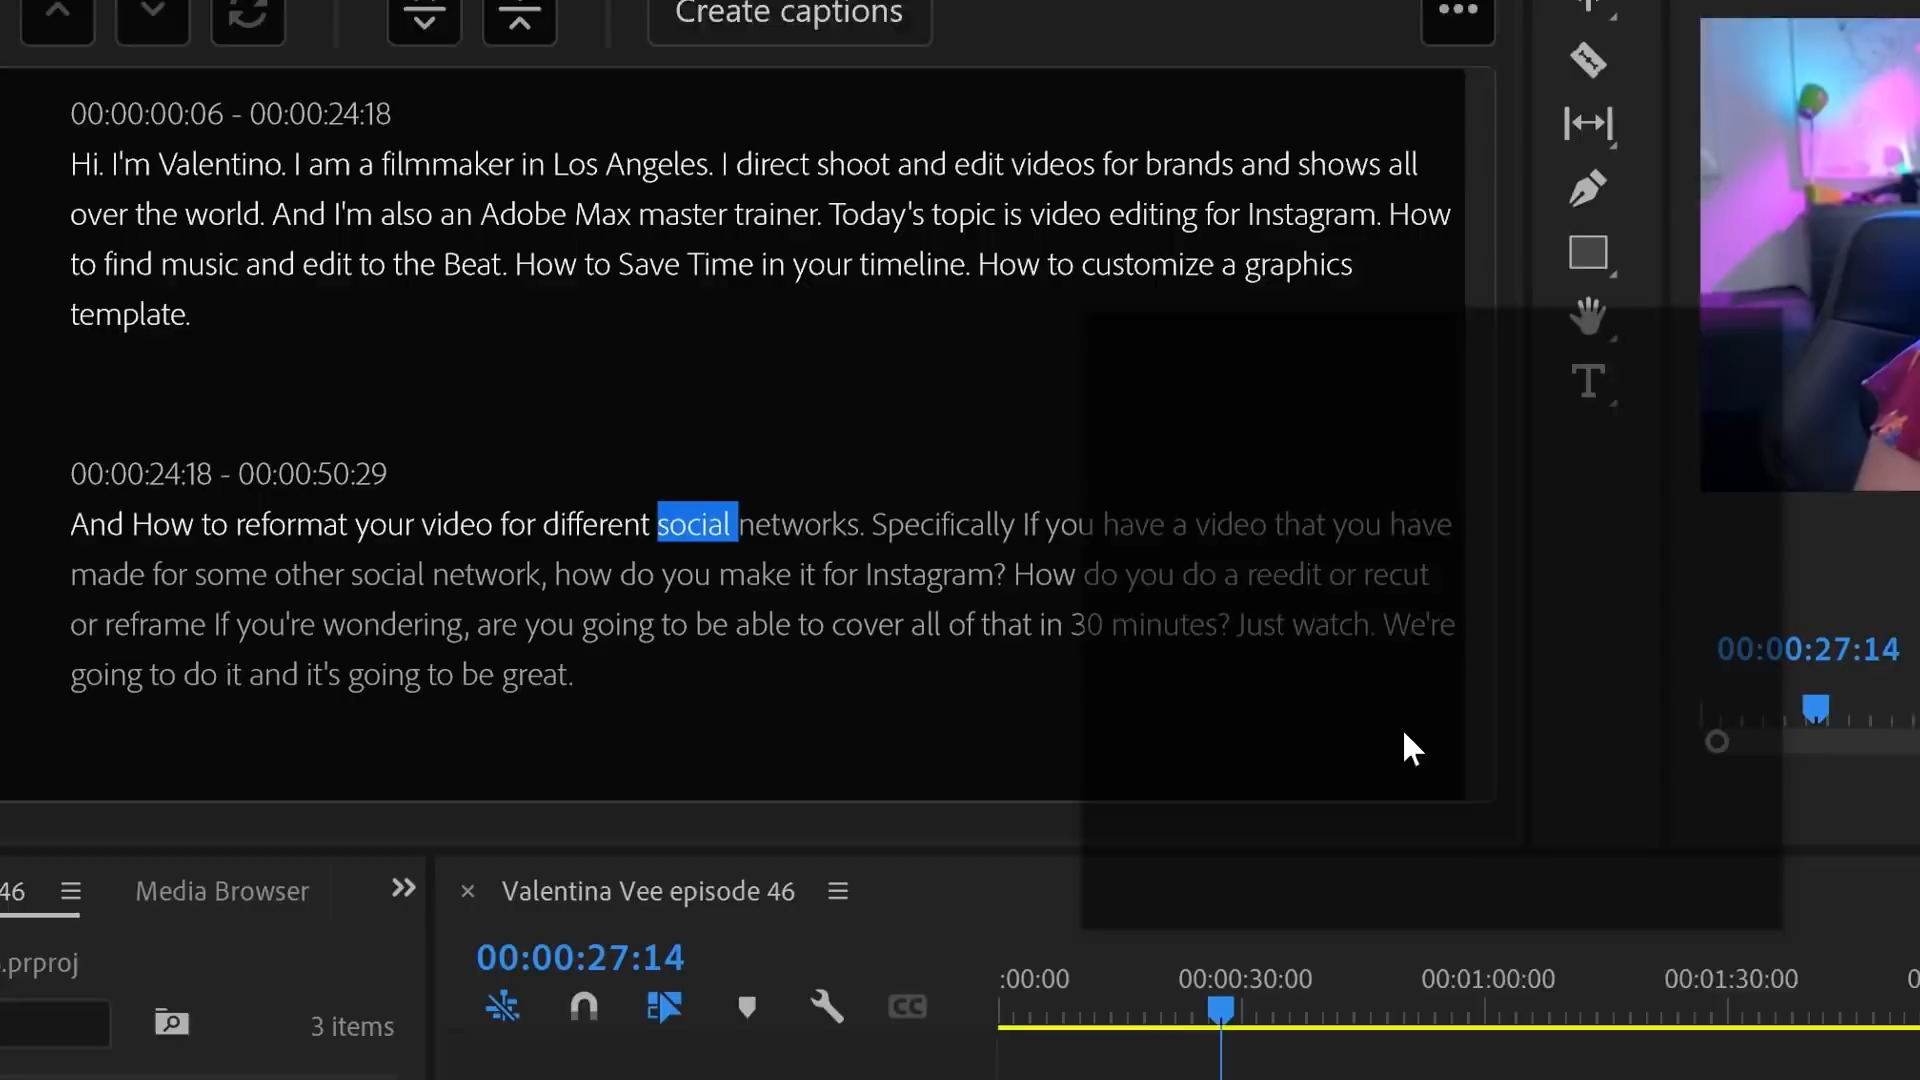 Create captions
00:00:00:06 - 00:00:24:18
Hi. I'm Valentino. I am a filmmaker in Los Angeles. I direct shoot and edit videos for brands and shows all
over the world. And I'm also an Adobe Max master trainer. Today's topic is video editing for Instagram. How
to find music and edit to the Beat. How to Save Time in your timeline. How to customize a graphics
template.
00:00:24:18 - 00:00:50:29
And How to reformat your video for different social networks. Specifically If you have a video that you have
made for some other social network, how do you make it for Instagram? How do you do a reedit or recut
or reframe If you're wondering, are you going to be able to cover all of that in 30 minutes? Just watch. We're
going to do it and it's going to be great.
00:00:27:14
46
Media Browser
Valentina Vee episode 46
.prproj
00:00:27:14
:00:00
00:00:30:00
00:01:00:00
00:01:30:00
3 items
CC